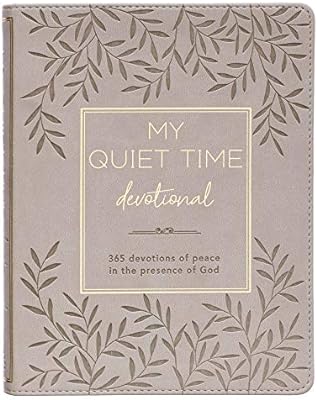 MY
QUIET TIME
devotional
365 devotions of peace
in the presence of God